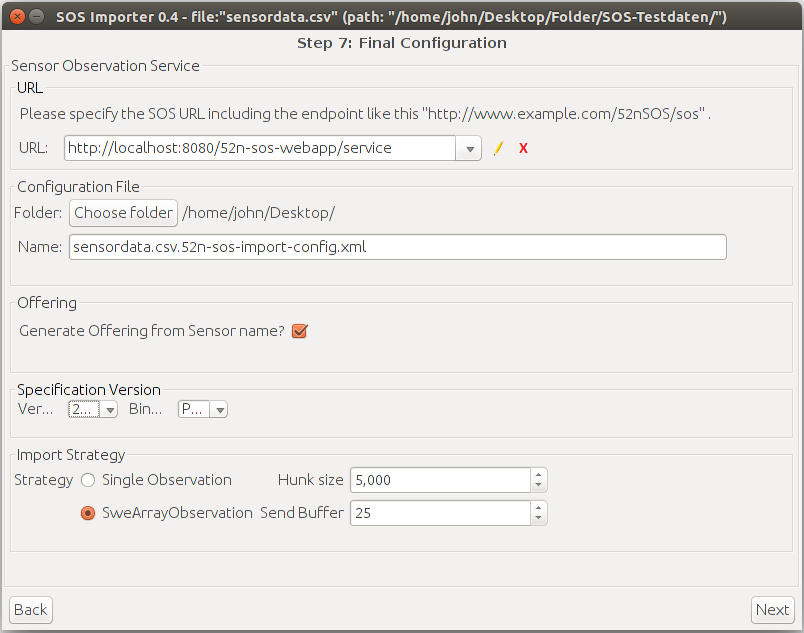 SOS Importer 0.4 - file:"sensordata.csv" (path: "/home/john/Desktop/Folder/SOS-Testdaten/")
Step 7: Final Configuration
Sensor Observation Service
URL
Please specify the SOS URL including the endpoint like this "http://www.example.com/52nSOS/sos" .
URL: http://localhost:8080/52n-sos-webapp/service X
Configuration File
Folder: Choose folder /home/john/Desktop/
Name: sensordata.csv.52n-sos-import-config.xml
Offering
Generate Offering from Sensor name?
Specification Version
Ver... 2... Bin... P...
Import Strategy
Strategy Single Observation Hunk size 5,000
SweArrayObservation Send Buffer 25
Back Next